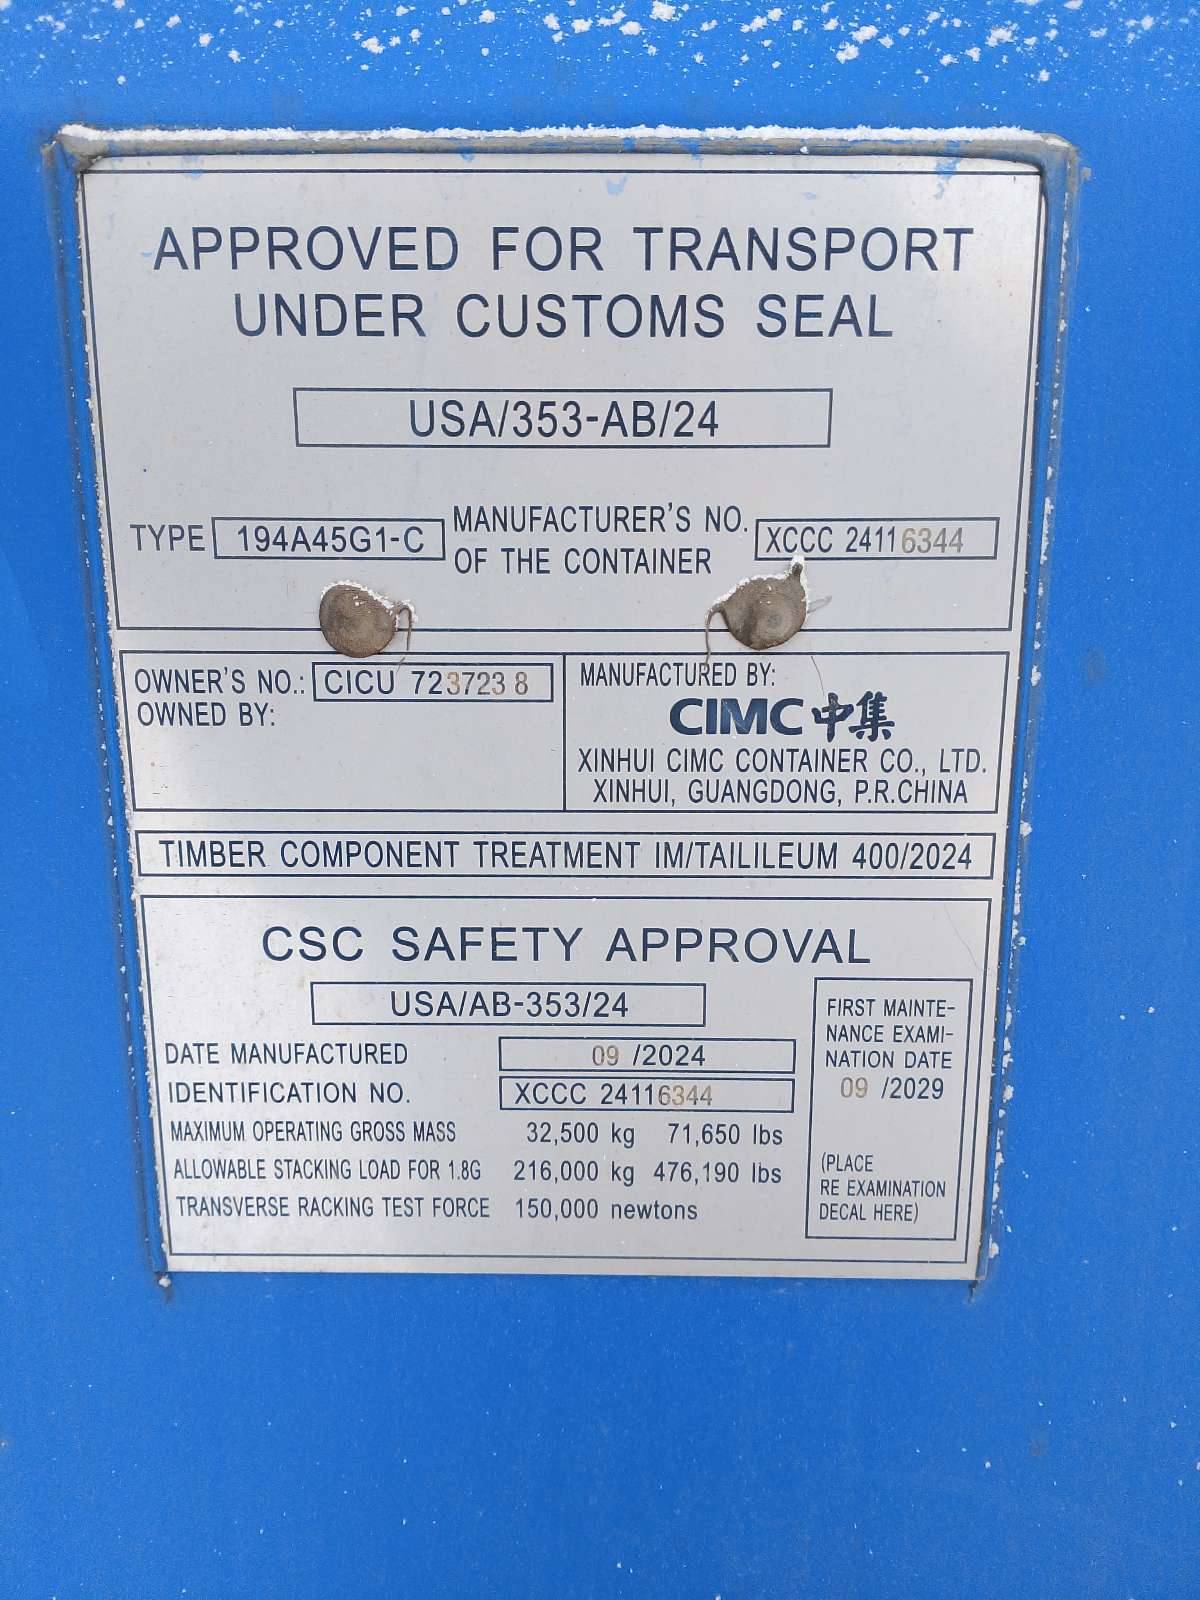 APPROVED FOR TRANSPORT
UNDER CUSTOMS SEAL
USA/353-AB/24
TYPE 194A45G1-C MANUFACTURER'S NO. OF THE CONTAINER XCCC 24116344
OWNER'S NO.: CICU 723723 8
OWNED BY:
MANUFACTURED BY:
CIMC 中集
XINHUI CIMC CONTAINER CO., LTD.
XINHUI, GUANGDONG, P.R.CHINA
TIMBER COMPONENT TREATMENT IM/TAILILEUM 400/2024
CSC SAFETY APPROVAL
USA/AB-353/24
DATE MANUFACTURED 09 /2024
IDENTIFICATION NO. XCCC 24116344
MAXIMUM OPERATING GROSS MASS 32,500 kg 71,650 lbs
ALLOWABLE STACKING LOAD FOR 1.8G 216,000 kg 476,190 lbs
TRANSVERSE RACKING TEST FORCE 150,000 newtons
FIRST MAINTE-
NANCE EXAMI-
NATION DATE
09 /2029
(PLACE
RE EXAMINATION
DECAL HERE)